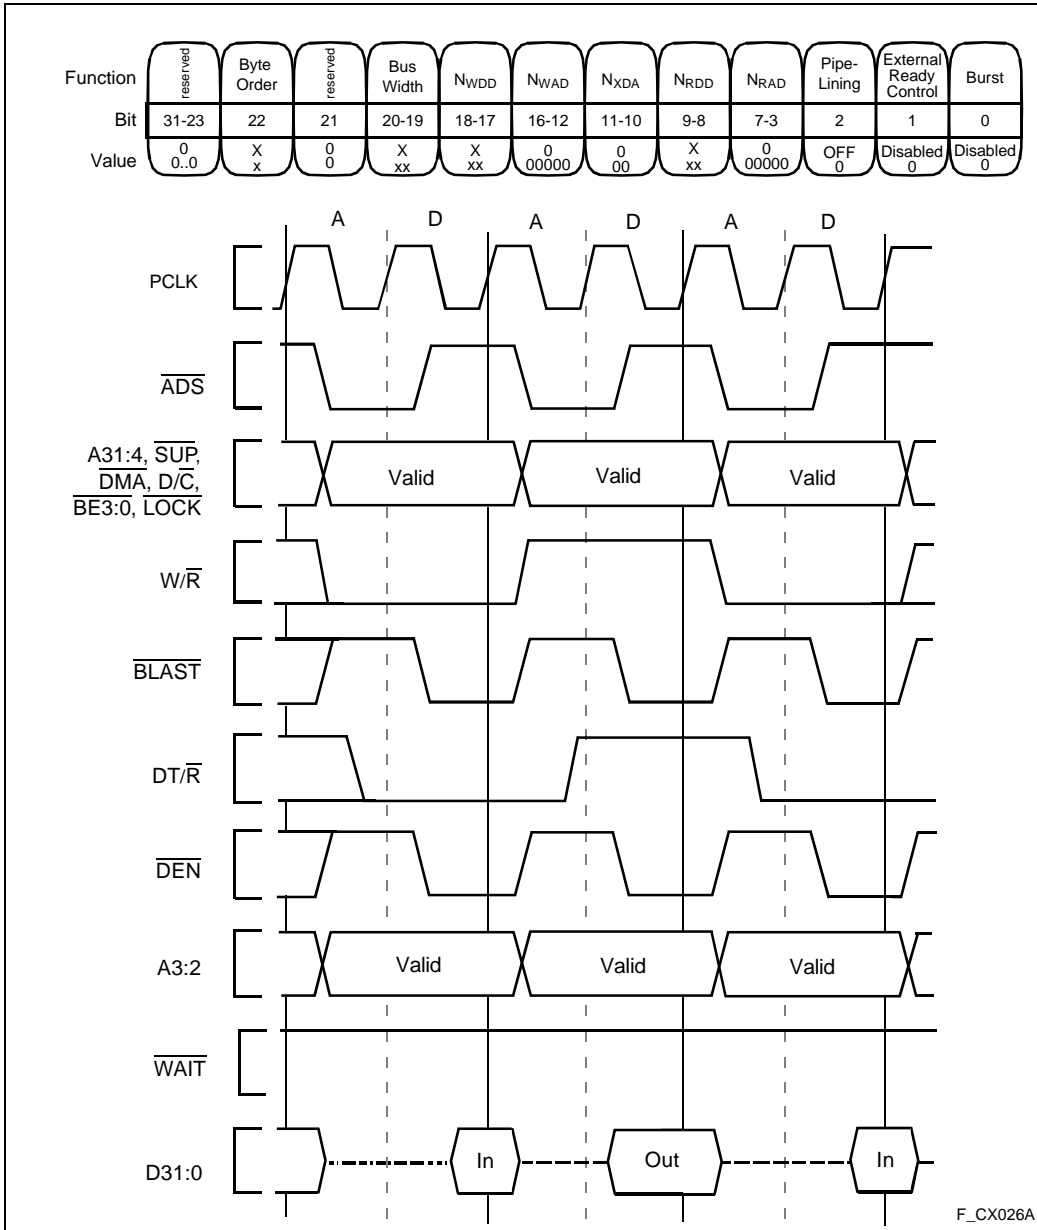 Function reserved Byte Order reserved Bus Width NWDD NWAD NXDA NRDD NRAD Pipe-Lining External Ready Control Burst
Bit 31-23 22 21 20-19 18-17 16-12 11-10 9-8 7-3 2 1 0
Value 0 0..0 X x 0 0 X xx X xx 0 00000 0 00 X xx 0 00000 OFF 0 Disabled 0 Disabled 0
A D A D A D
PCLK
ADS
A31:4, SUP,
DMA, D/C,
BE3:0, LOCK
Valid Valid Valid
W/R
BLAST
DT/R
DEN
A3:2 Valid Valid Valid
WAIT
D31:0 In Out In
F_CX026A